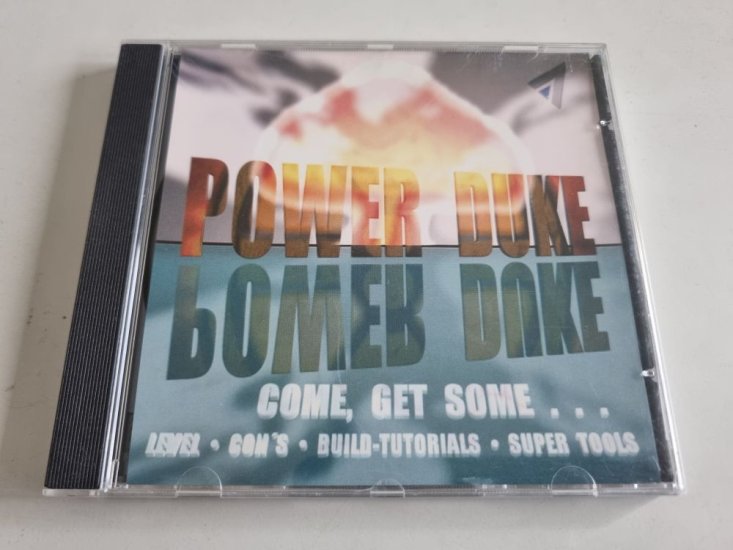 POWER DUKE
POWER DUKE
COME, GET SOME . . .
LEVEL • CON´S • BUILD-TUTORIALS • SUPER TOOLS